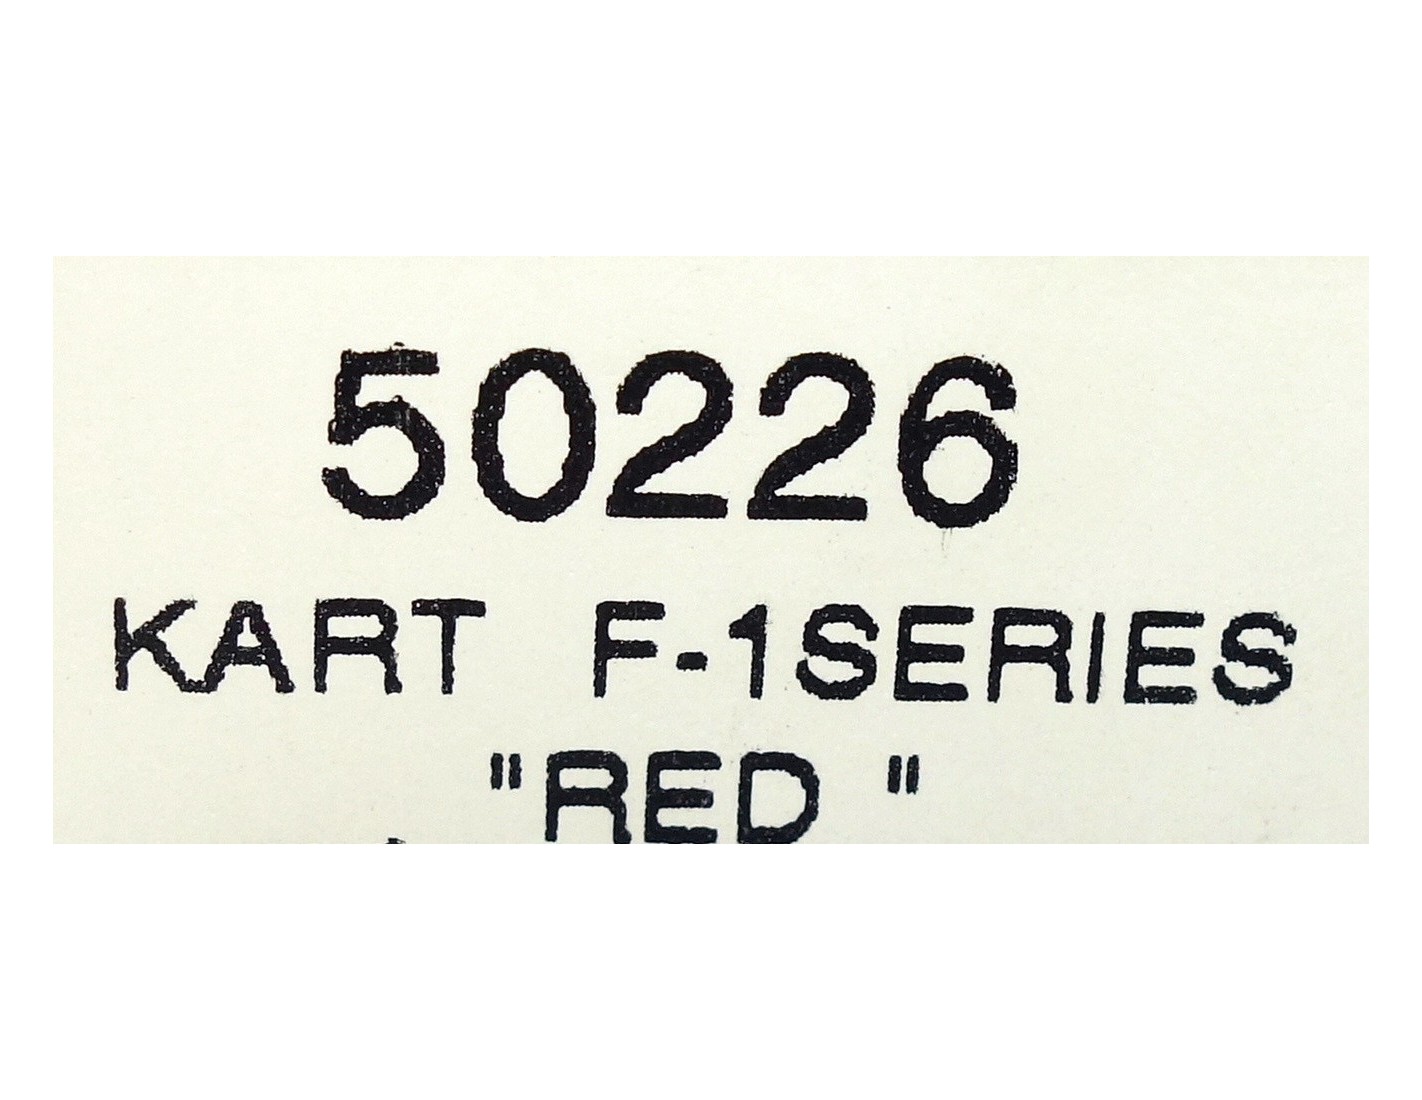 50226
KART F-1SERIES
"RED "